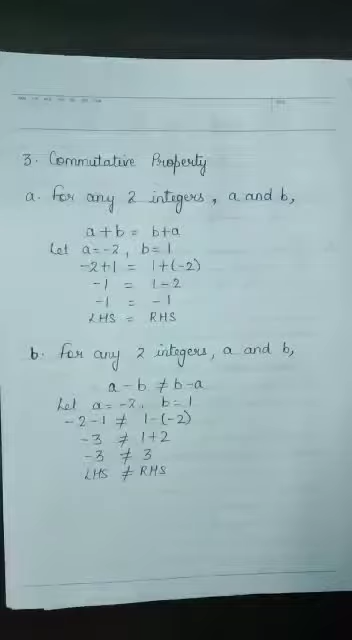 3. Commutative Property
a. For any 2 integers, a and b,
a + b = b+a
Let a=-2, b=1
-2+1 = 1+(-2)
-1 = 1-2
-1 = -1
LHS = RHS
b. For any 2 integers, a and b,
a - b ≠ b-a
Let a=-2, b=1
-2-1 ≠ 1-(-2)
-3 ≠ 1+2
-3 ≠ 3
LHS ≠ RHS